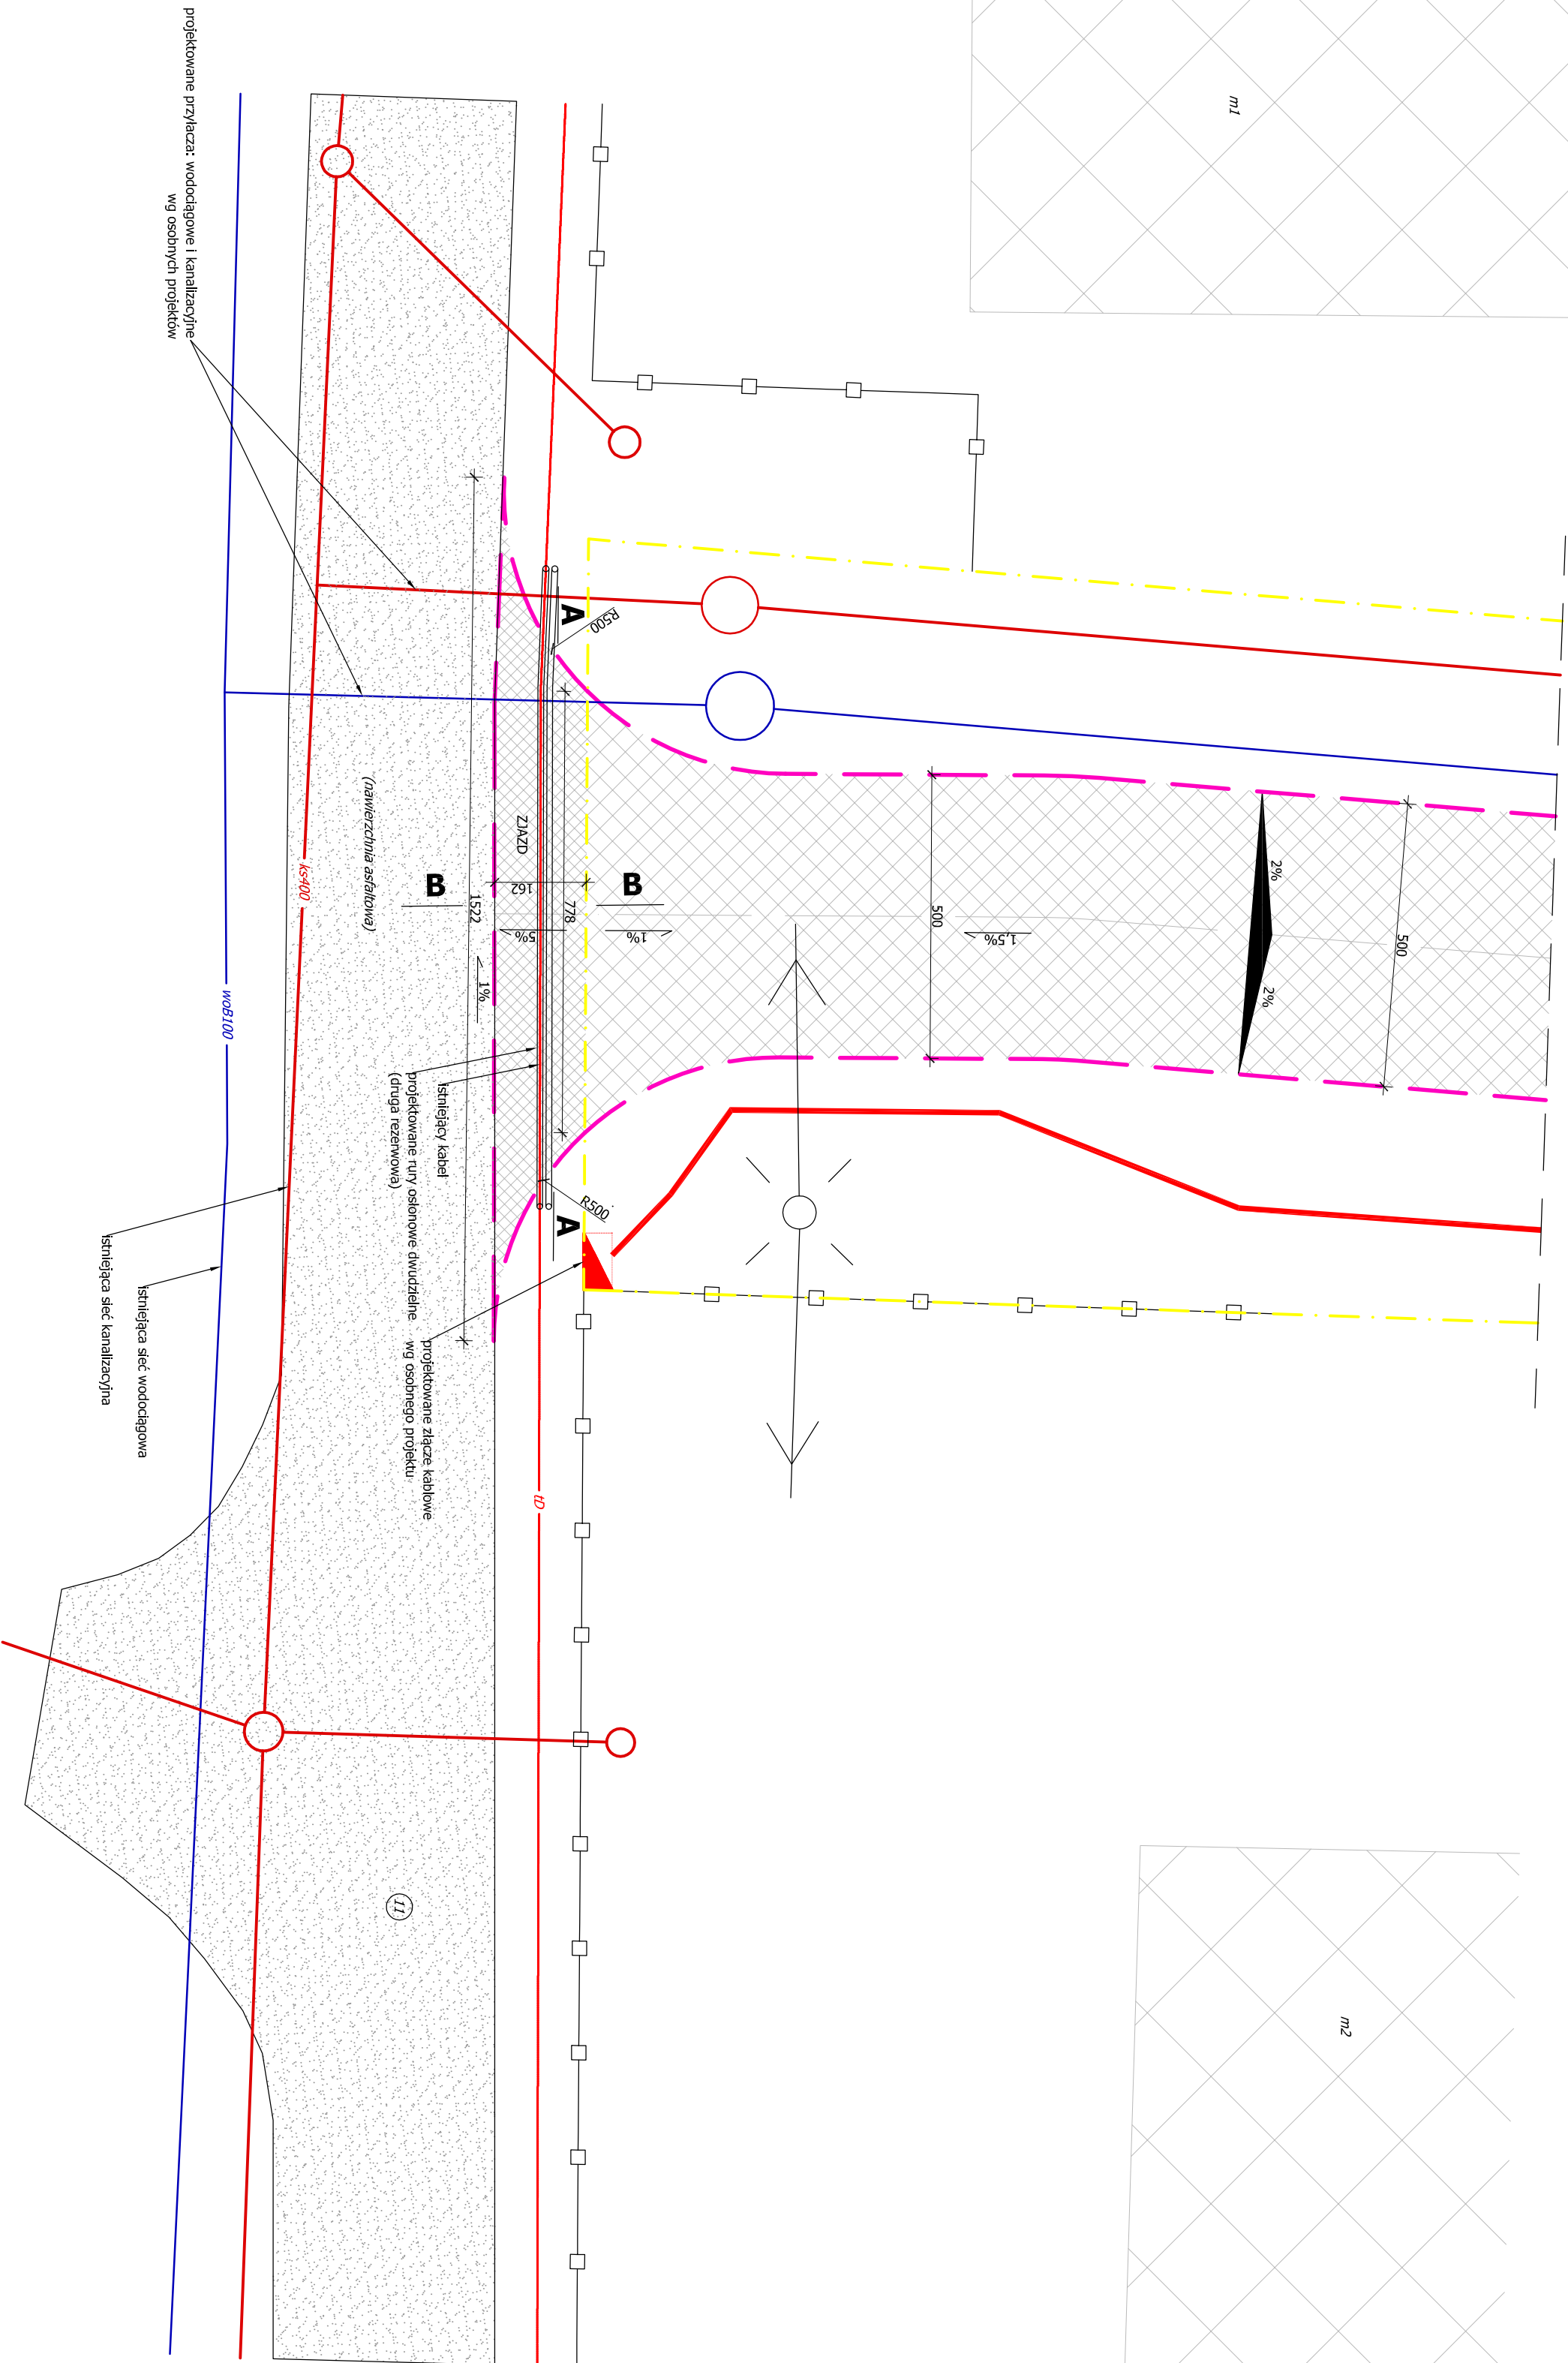 projektowane przyłącza: wodociągowe i kanalizacyjne
wg osobnych projektów
m1
A
R500
ZJAZD
(nawierzchnia asfaltowa)
ks400
B
B
162
1522
778
5%
1%
1%
500
1,5%
2%
2%
500
woB100
istniejący kabel
projektowane rury osłonowe dwudzielne
(druga rezerwowa)
R500
A
istniejąca sieć kanalizacyjna
istniejąca sieć wodociągowa
projektowane złącze kablowe
wg osobnego projektu
tD
11
m2